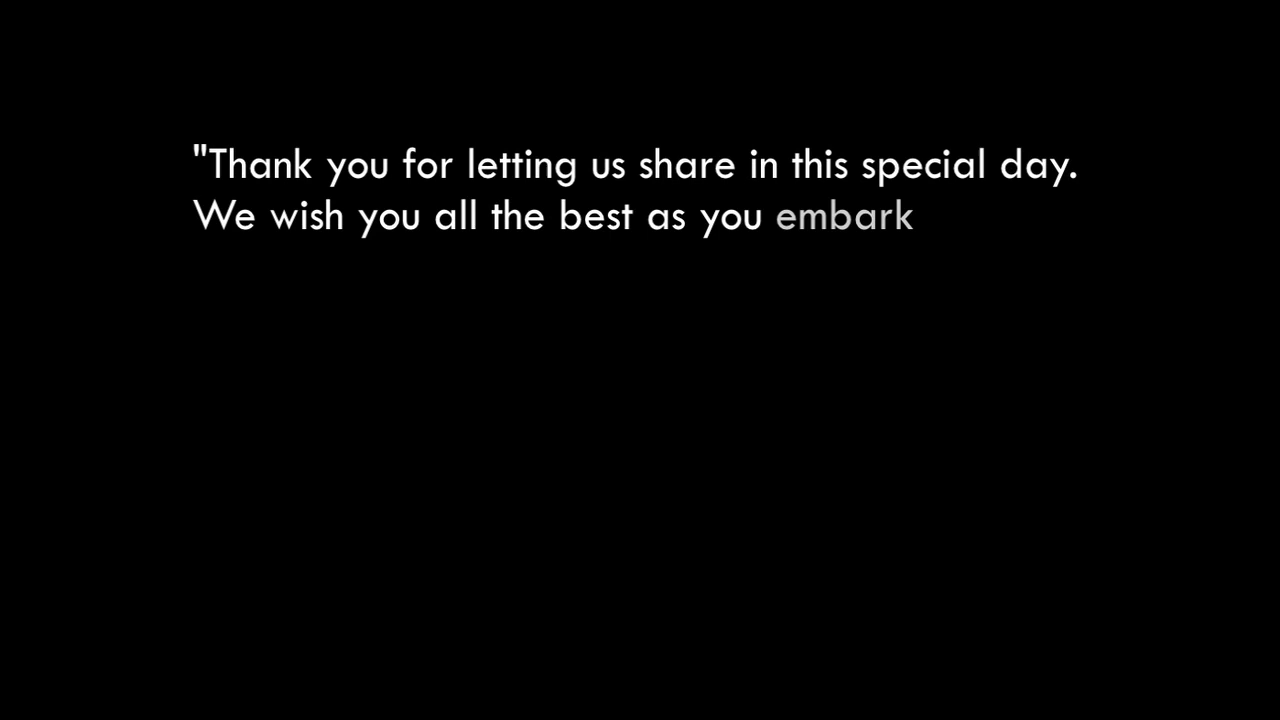 "Thank you for letting us share in this special day.
We wish you all the best as you embark